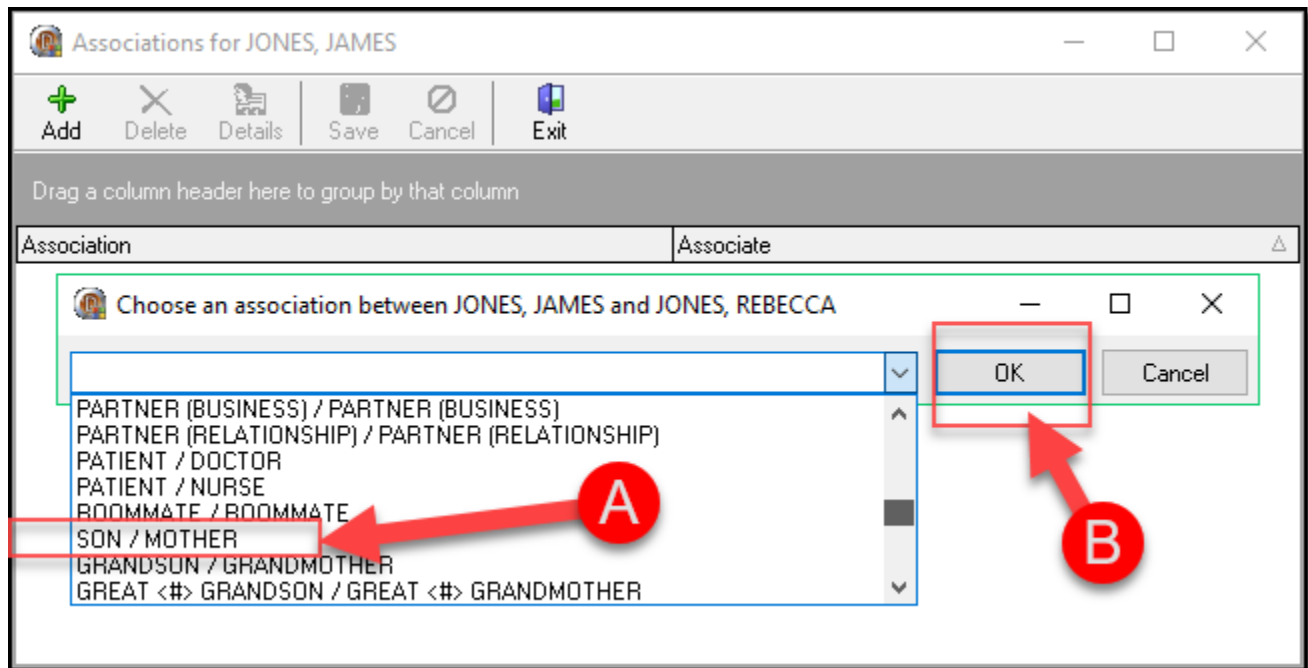 Associations for JONES, JAMES
Add Delete Details Save Cancel Exit
Drag a column header here to group by that column
Association Associate
Choose an association between JONES, JAMES and JONES, REBECCA
OK Cancel
PARTNER (BUSINESS) / PARTNER (BUSINESS)
PARTNER (RELATIONSHIP) / PARTNER (RELATIONSHIP)
PATIENT / DOCTOR
PATIENT / NURSE
ROOMMATE / ROOMMATE
A
SON / MOTHER
B
GRANDSON / GRANDMOTHER
GREAT <#> GRANDSON / GREAT <#> GRANDMOTHER